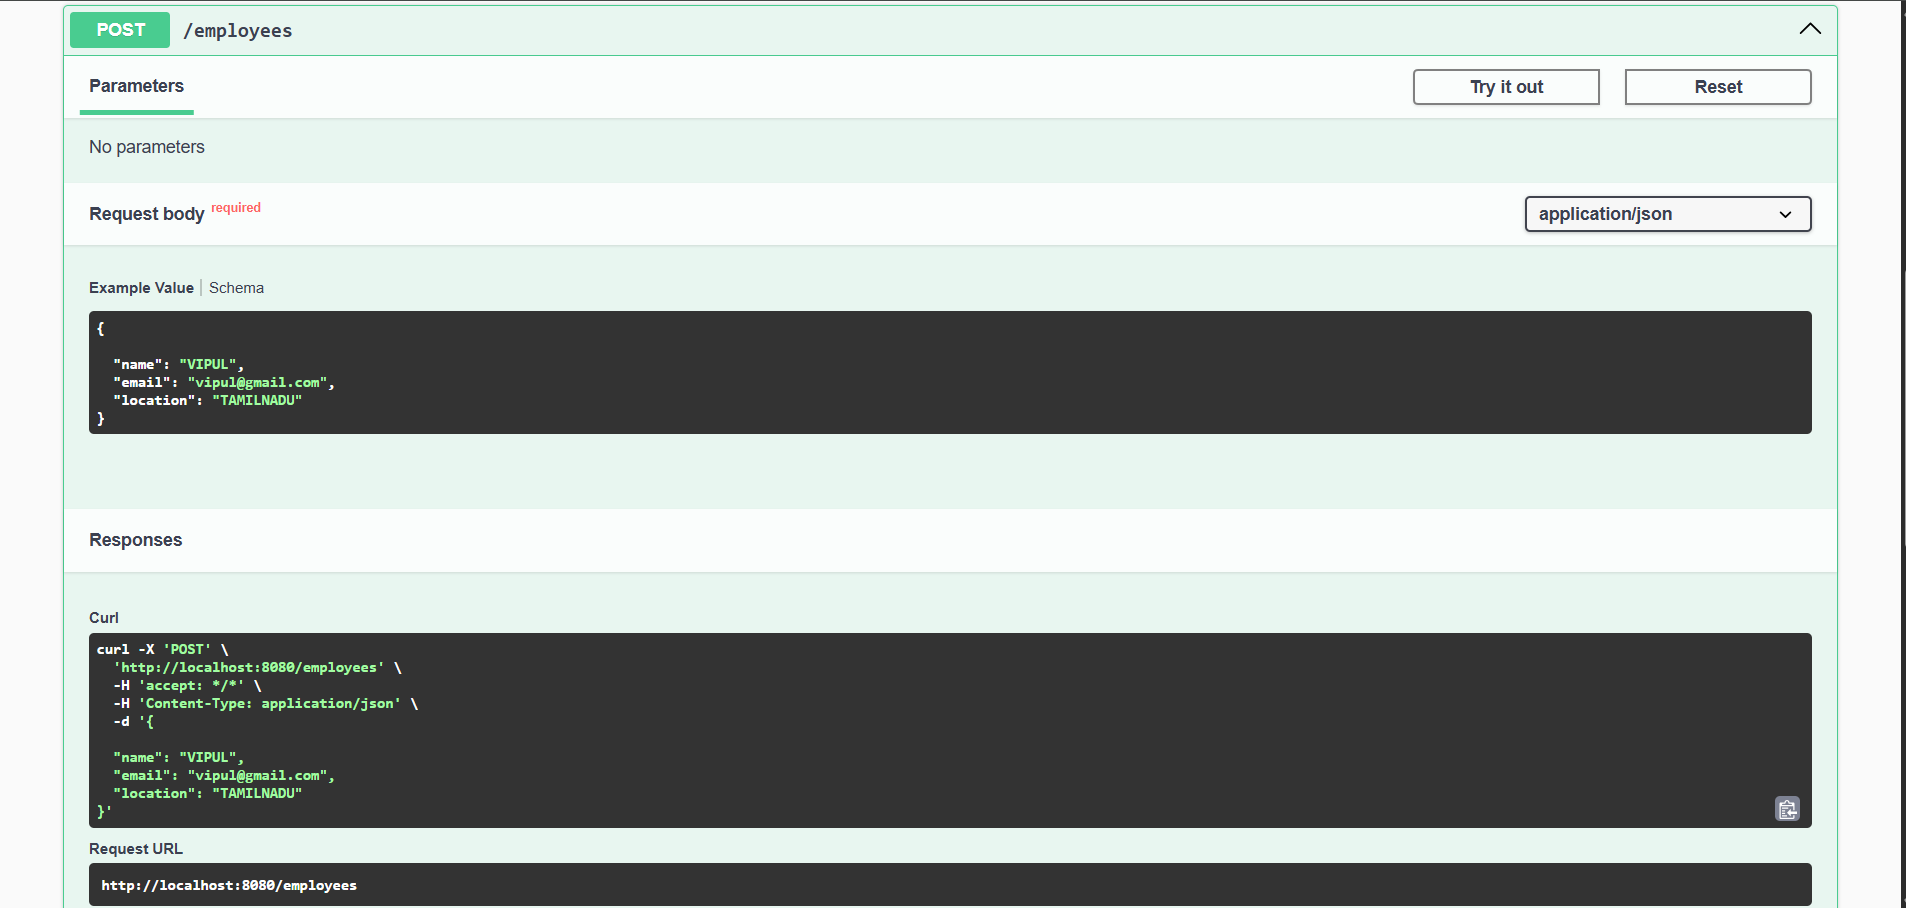 POST /employees
Parameters
Try it out
Reset
No parameters
Request body required
application/json
Example Value | Schema
{
"name": "VIPUL",
"email": "vipul@gmail.com",
"location": "TAMILNADU"
}
Responses
Curl
curl -X 'POST' \
'http://localhost:8080/employees' \
-H 'accept: */*' \
-H 'Content-Type: application/json' \
-d '{
"name": "VIPUL",
"email": "vipul@gmail.com",
"location": "TAMILNADU"
}'
Request URL
http://localhost:8080/employees